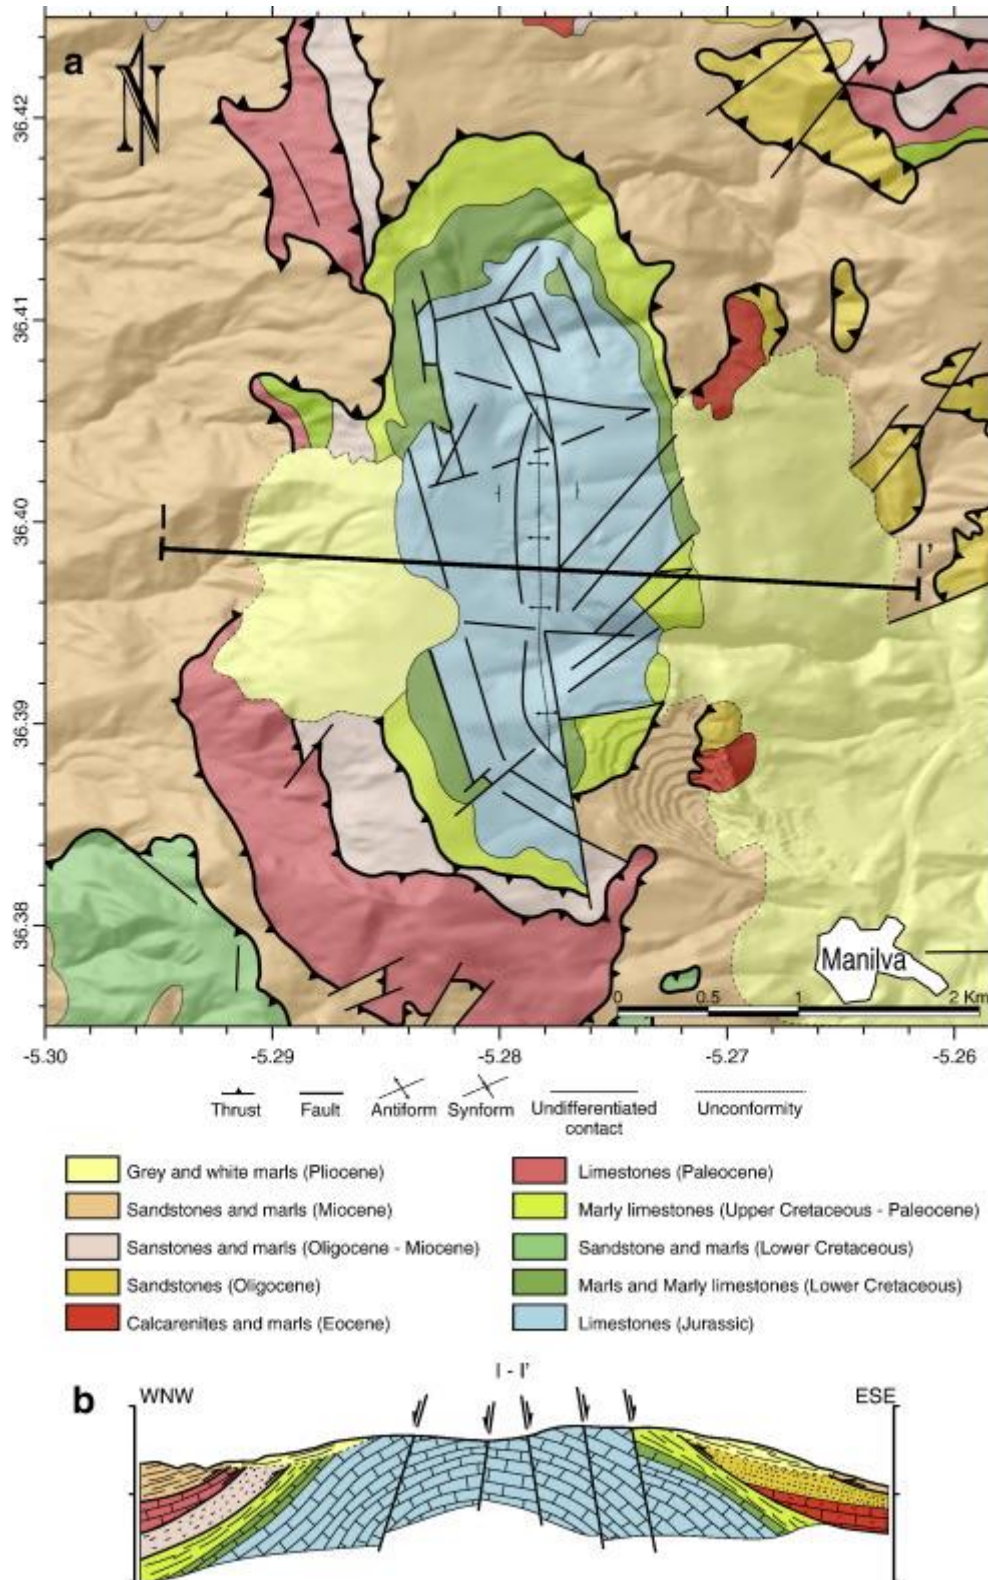 a
N
36.42
36.41
36.40
36.39
36.38
I
I'
Manilva
0 0.5 1 2 Km
-5.30 -5.29 -5.28 -5.27 -5.26
Thrust Fault Antiform Synform Undifferentiated contact Unconformity
Grey and white marls (Pliocene)
Sandstones and marls (Miocene)
Sanstones and marls (Oligocene - Miocene)
Sandstones (Oligocene)
Calcarenites and marls (Eocene)
Limestones (Paleocene)
Marly limestones (Upper Cretaceous - Paleocene)
Sandstone and marls (Lower Cretaceous)
Marls and Marly limestones (Lower Cretaceous)
Limestones (Jurassic)
b
WNW
I - I'
ESE